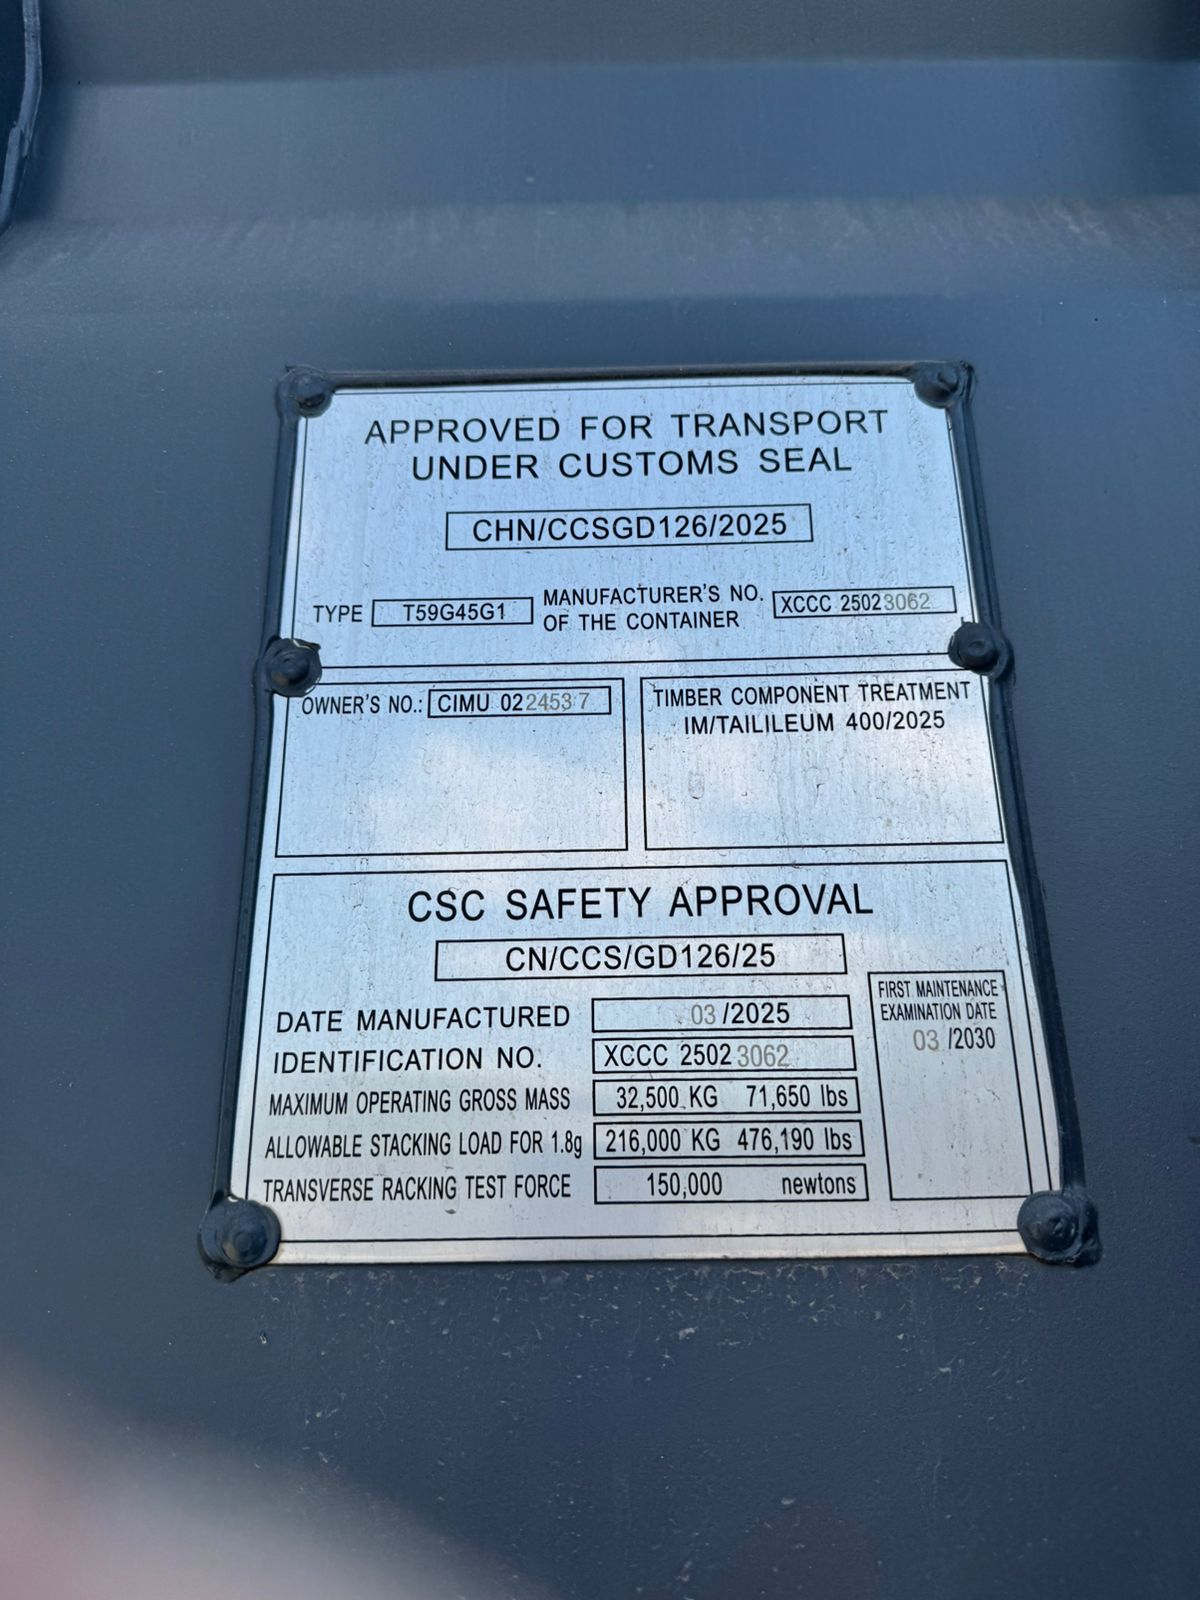 APPROVED FOR TRANSPORT
UNDER CUSTOMS SEAL
CHN/CCSGD126/2025
TYPE T59G45G1 MANUFACTURER'S NO. OF THE CONTAINER XCCC 25023062
OWNER'S NO.: CIMU 0224537
TIMBER COMPONENT TREATMENT
IM/TAILILEUM 400/2025
CSC SAFETY APPROVAL
CN/CCS/GD126/25
DATE MANUFACTURED 03/2025
IDENTIFICATION NO. XCCC 25023062
MAXIMUM OPERATING GROSS MASS 32,500 KG 71,650 lbs
ALLOWABLE STACKING LOAD FOR 1.8g 216,000 KG 476,190 lbs
TRANSVERSE RACKING TEST FORCE 150,000 newtons
FIRST MAINTENANCE
EXAMINATION DATE
03 /2030